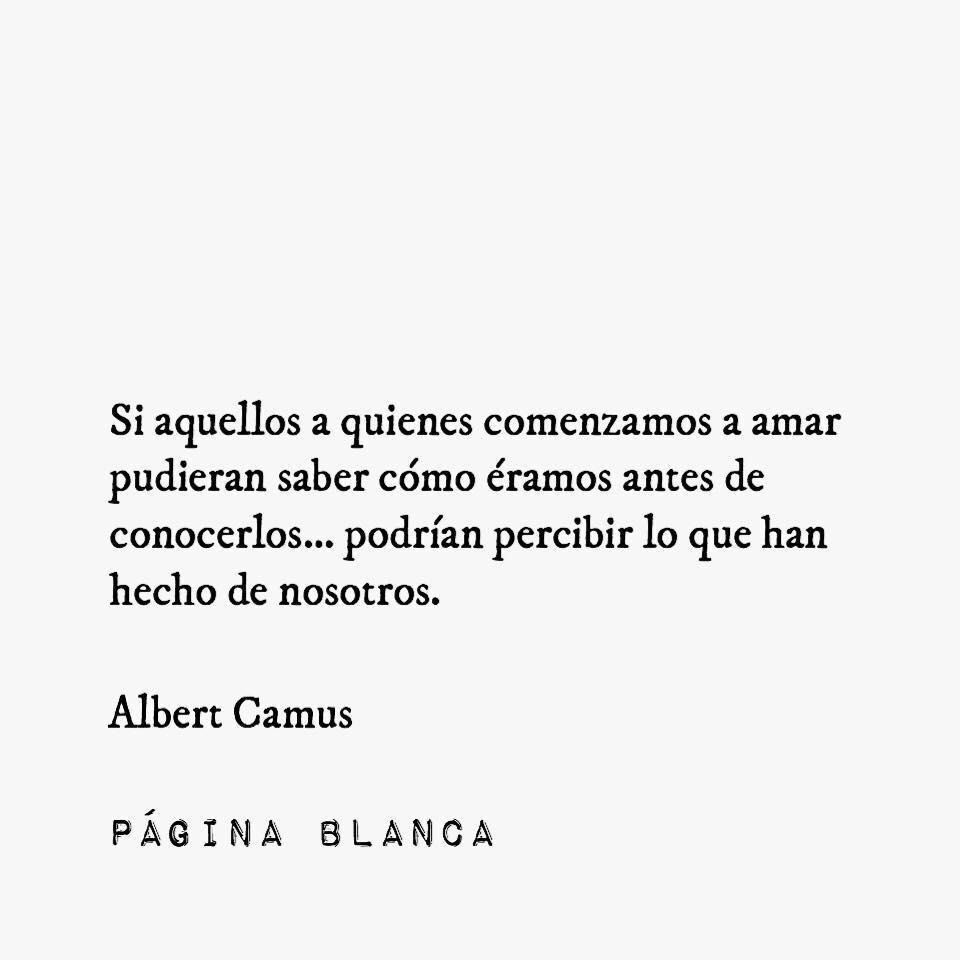 Si aquellos a quienes comenzamos a amar
pudieran saber cómo éramos antes de
conocerlos... podrían percibir lo que han
hecho de nosotros.
Albert Camus
PÁGINA BLANCA